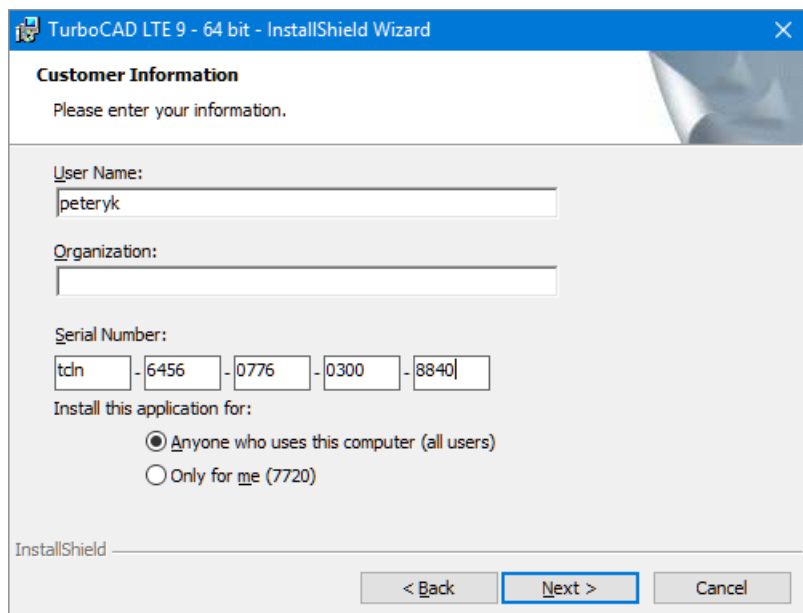 TurboCAD LTE 9 - 64 bit - InstallShield Wizard
Customer Information
Please enter your information.
User Name:
peteryk
Organization:
Serial Number:
tcln - 6456 - 0776 - 0300 - 8840
Install this application for:
Anyone who uses this computer (all users)
Only for me (7720)
InstallShield
< Back Next > Cancel